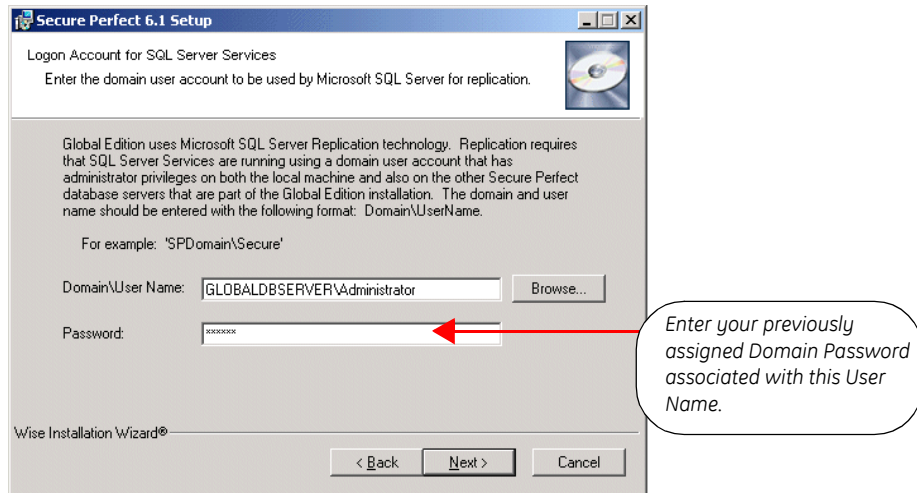 Secure Perfect 6.1 Setup
Logon Account for SQL Server Services
Enter the domain user account to be used by Microsoft SQL Server for replication.
Global Edition uses Microsoft SQL Server Replication technology. Replication requires
that SQL Server Services are running using a domain user account that has
administrator privileges on both the local machine and also on the other Secure Perfect
database servers that are part of the Global Edition installation. The domain and user
name should be entered with the following format: Domain\UserName.
For example: 'SPDomain\Secure'
Domain\User Name: GLOBALDBSERVER\Administrator Browse...
Password: xxxxxx
Enter your previously
assigned Domain Password
associated with this User
Name.
Wise Installation Wizard®
< Back Next > Cancel